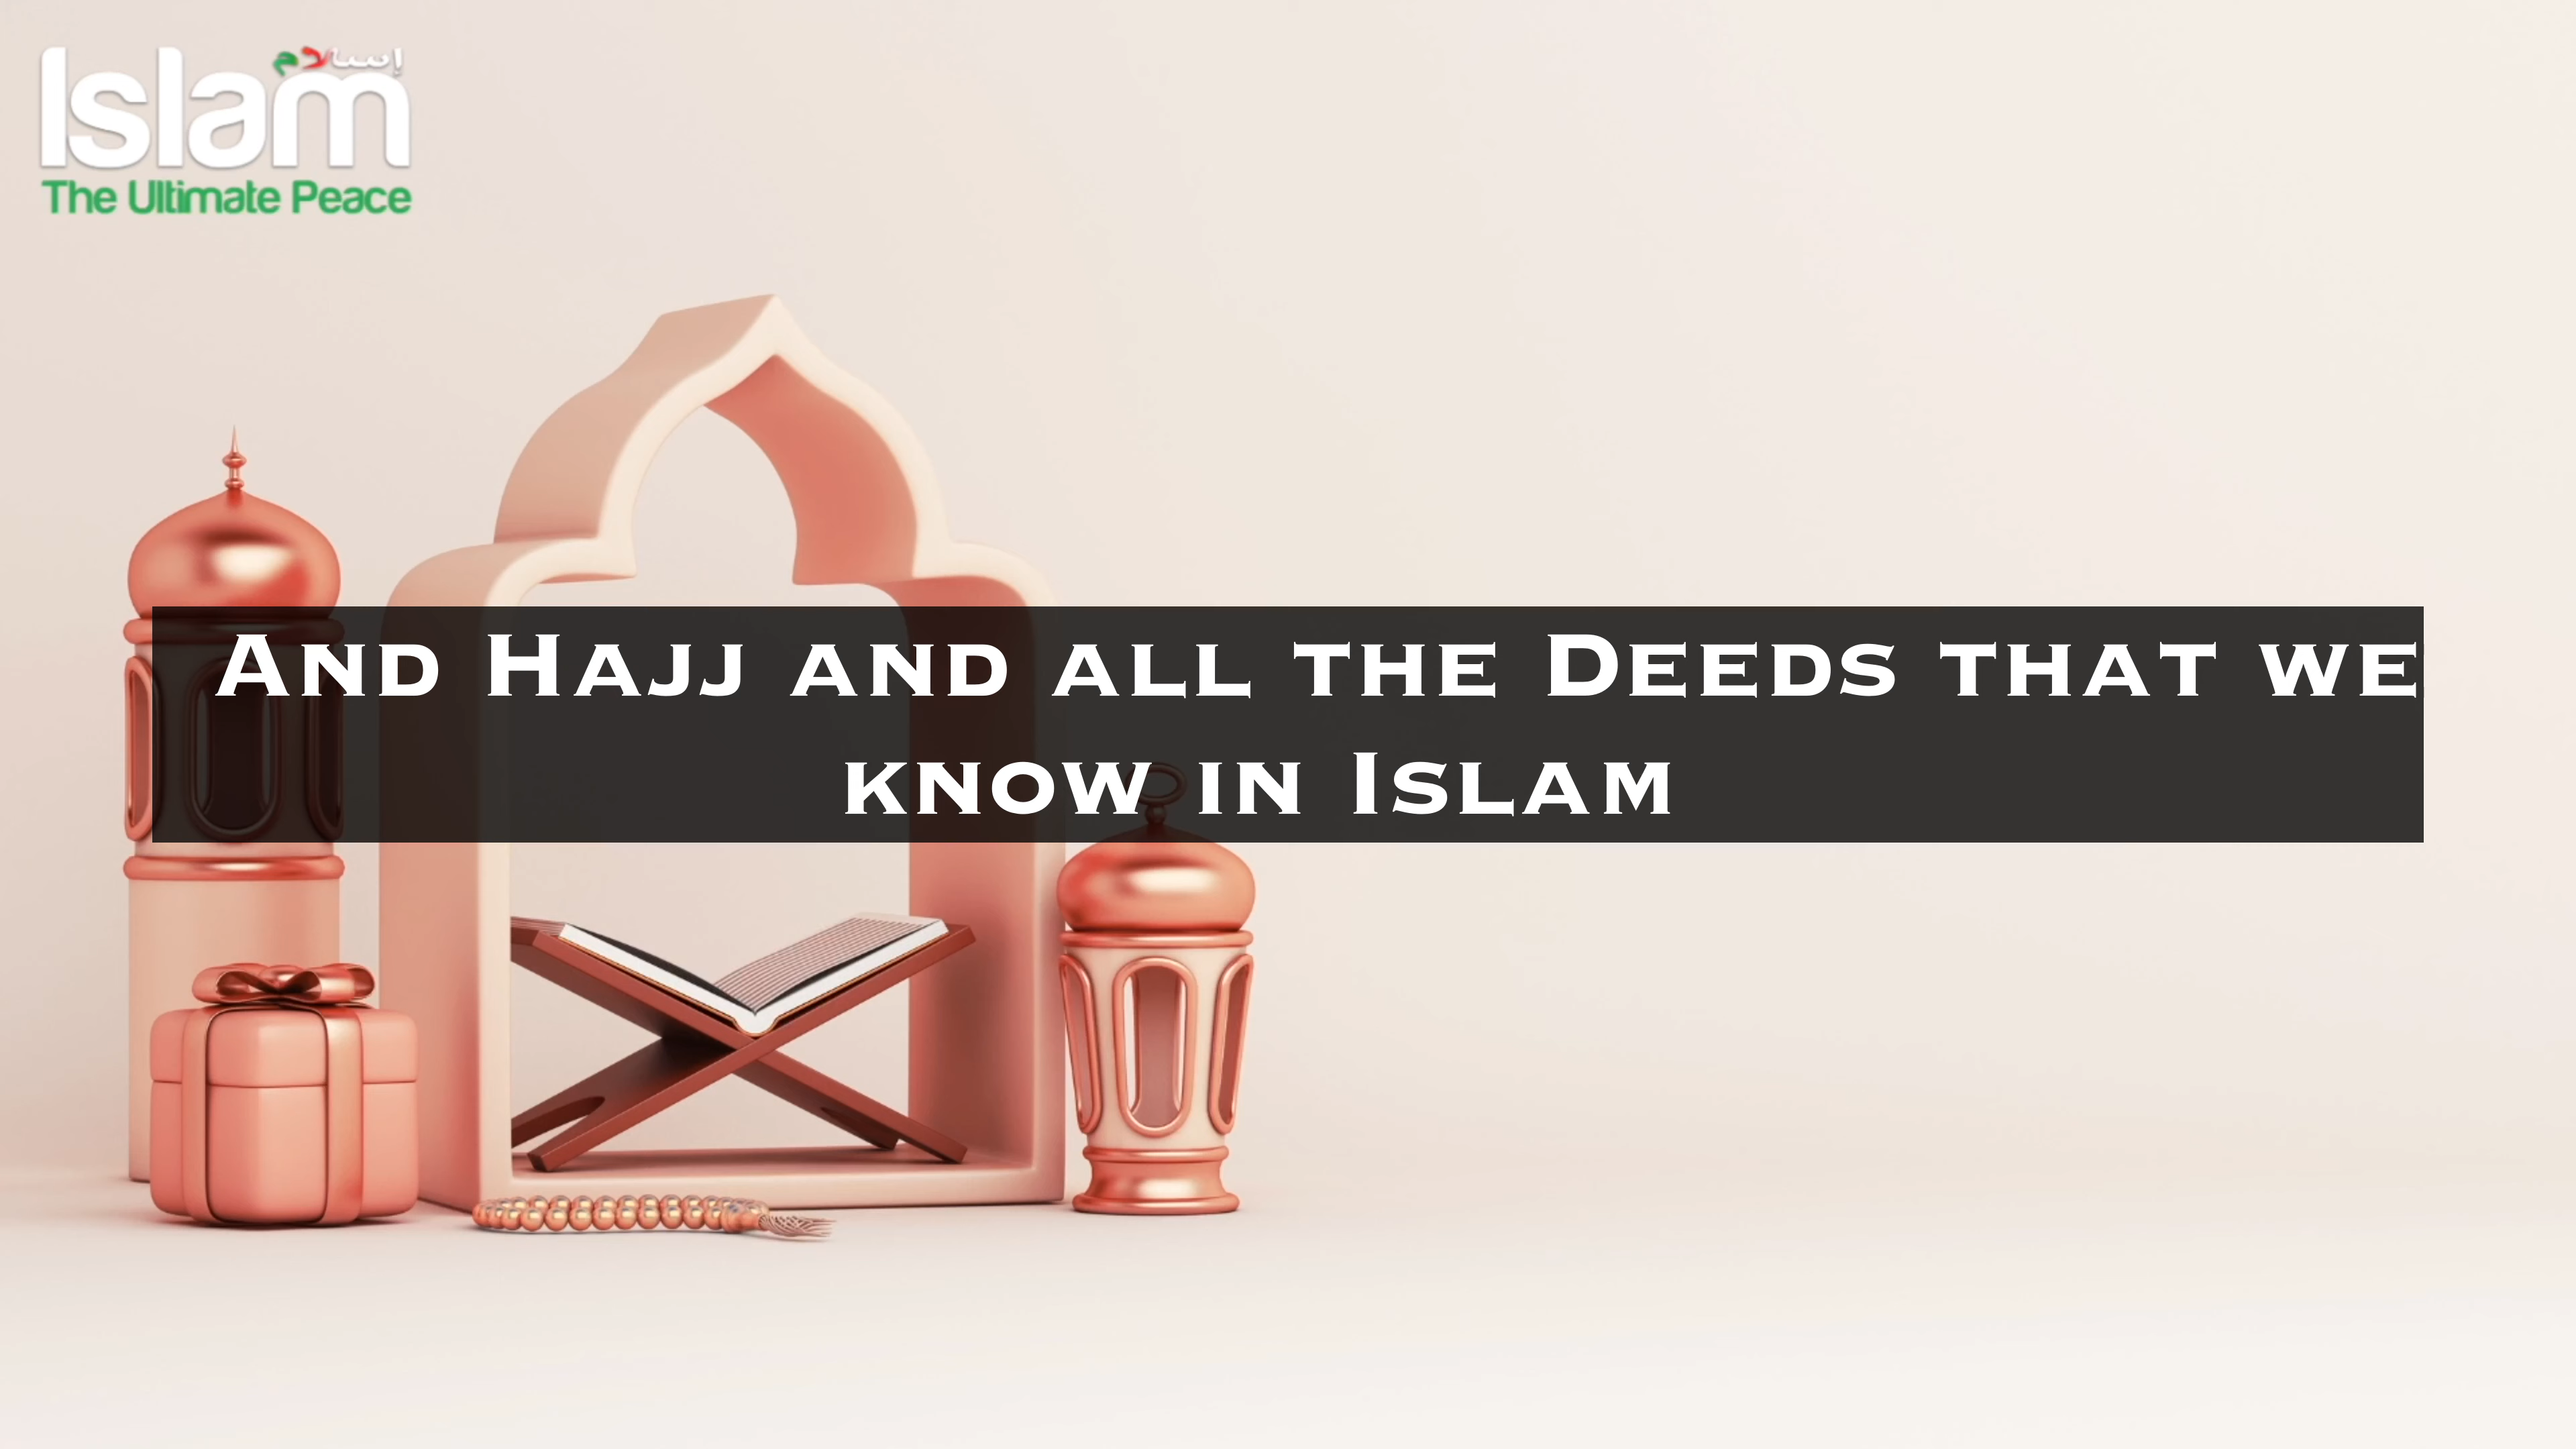 إسلام
Islam
The Ultimate Peace
And Hajj and all the Deeds that we
know in Islam